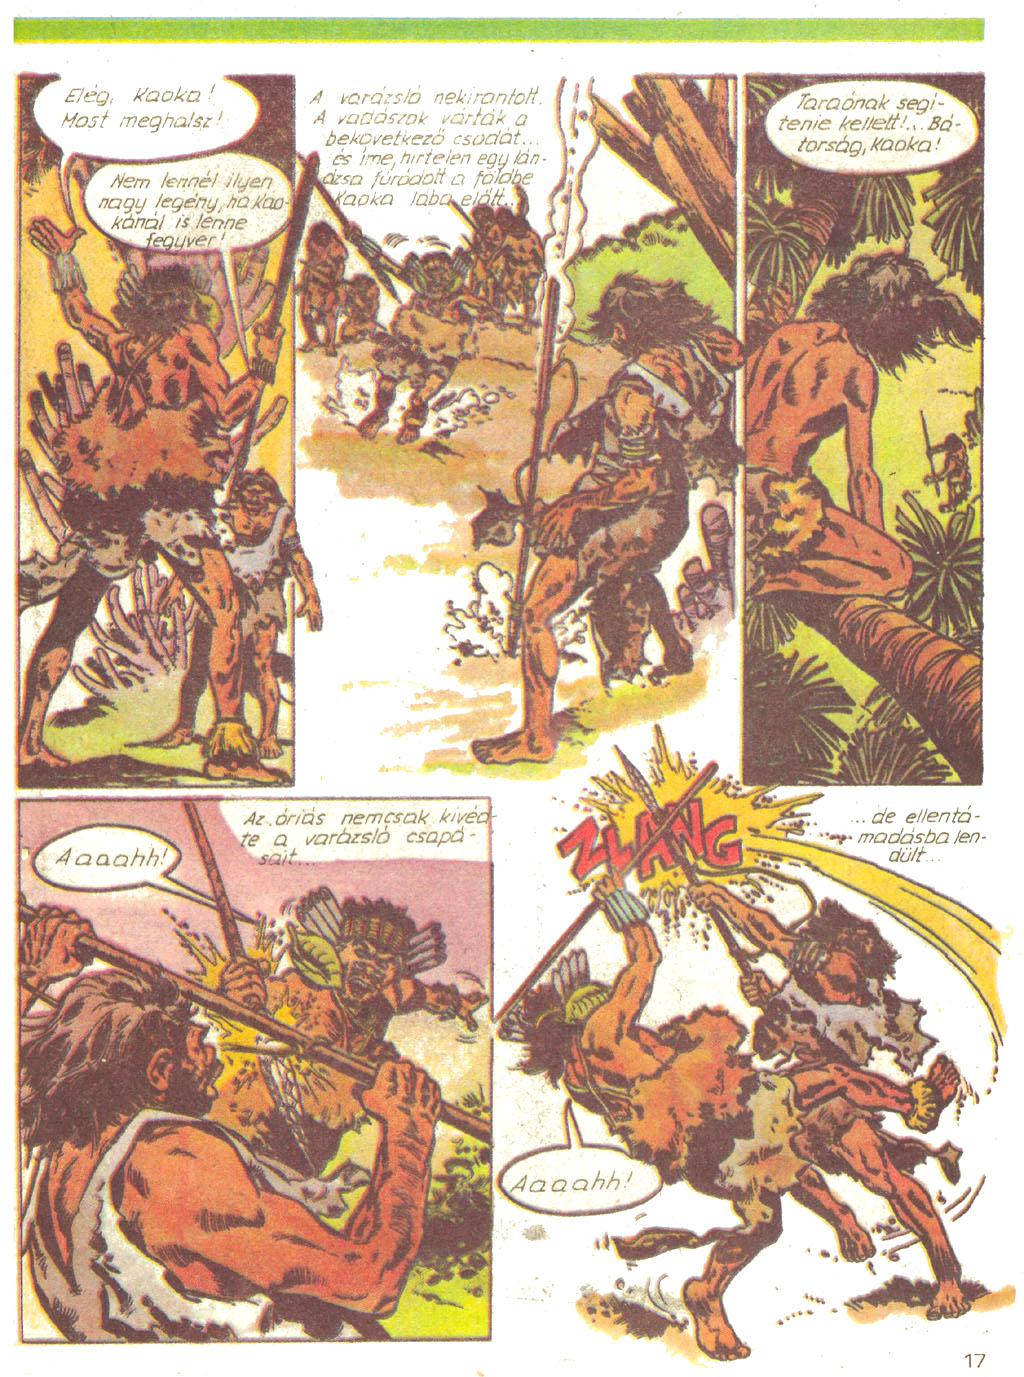 Elég, Kaoka!
Most meghalsz!
Nem lennél ilyen
nagy legény, ha Kao-
kánál is lenne
fegyver!
A varázsló nekirontott.
A vadászok várták a
bekövetkező csodát...
és íme, hirtelen egy lán-
dzsa fúródott a földbe
Kaoka lába előtt...
Taraónak segí-
tenie kellett!... Bá-
torság, Kaoka!
Aaaahh!
Az óriás nemcsak kivéd-
te a varázsló csapá-
sait...
ZLANG
... de ellentá-
madásba len-
dült...
Aaaahh!
17